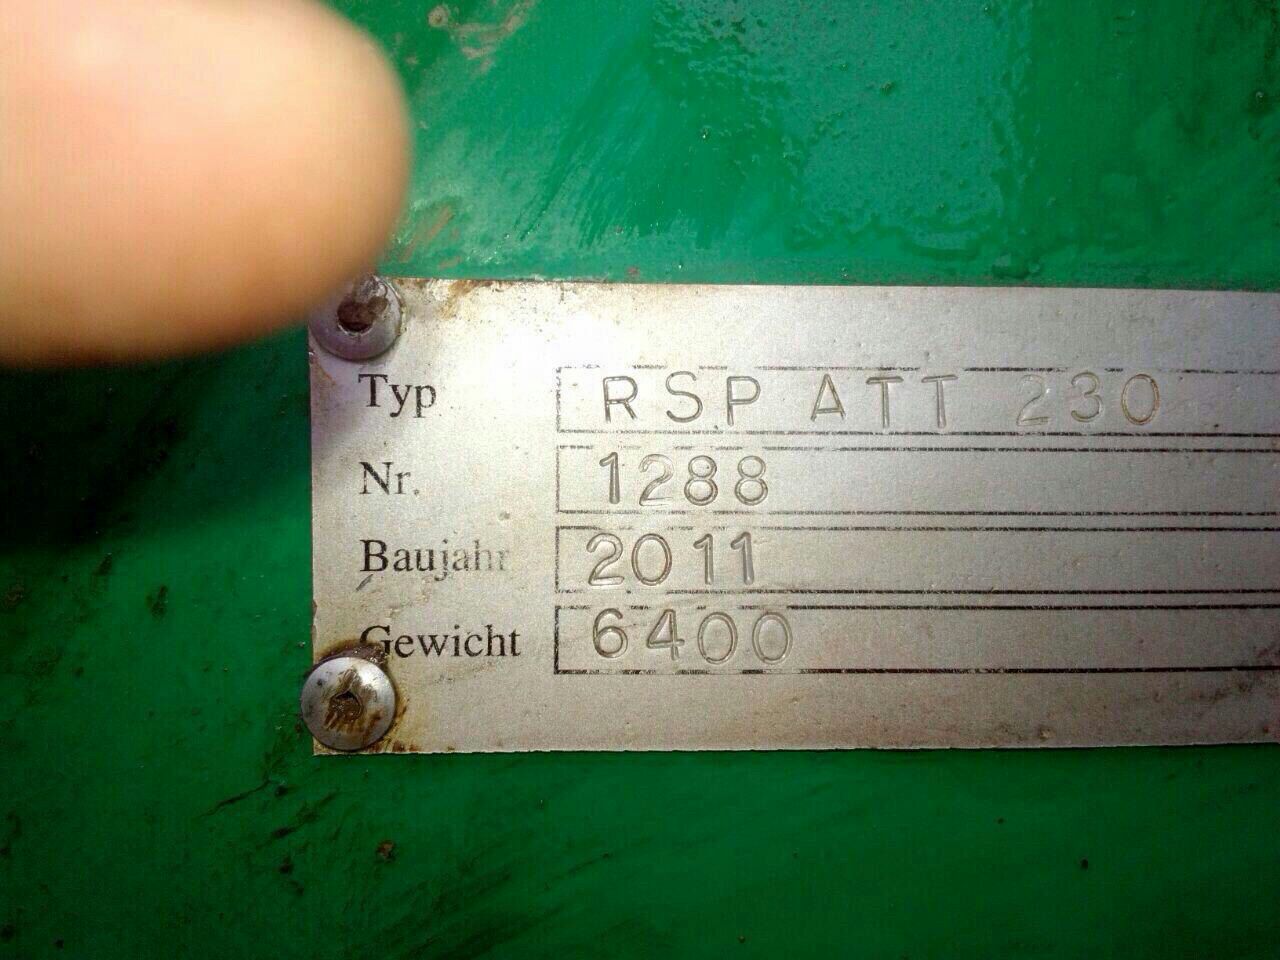 Typ RSP ATT 230
Nr. 1288
Baujahr 2011
Gewicht 6400